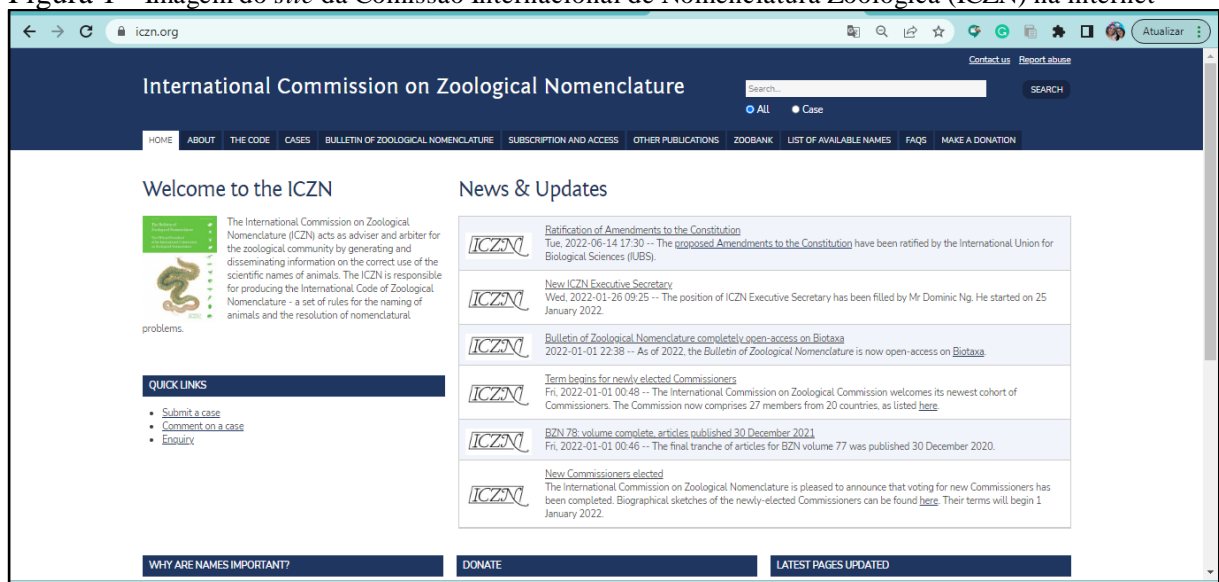 Figura 1 - Imagem do site da Comissão Internacional de Nomenclatura Zoológica (ICZN) na internet
iczn.org
Atualizar
Contact us Report abuse
International Commission on Zoological Nomenclature
Search...
SEARCH
All Case
HOME ABOUT THE CODE CASES BULLETIN OF ZOOLOGICAL NOMENCLATURE SUBSCRIPTION AND ACCESS OTHER PUBLICATIONS ZOOBANK LIST OF AVAILABLE NAMES FAQS MAKE A DONATION
Welcome to the ICZN
The International Commission on Zoological
Nomenclature (ICZN) acts as adviser and arbiter for
the zoological community by generating and
disseminating information on the correct use of the
scientific names of animals. The ICZN is responsible
for producing the International Code of Zoological
Nomenclature - a set of rules for the naming of
animals and the resolution of nomenclatural
problems.
QUICK LINKS
Submit a case
Comment on a case
Enquiry
News & Updates
ICZN
Ratification of Amendments to the Constitution
Tue, 2022-06-14 17:30 -- The proposed Amendments to the Constitution have been ratified by the International Union for
Biological Sciences (IUBS).
ICZN
New ICZN Executive Secretary
Wed, 2022-01-26 09:25 -- The position of ICZN Executive Secretary has been filled by Mr Dominic Ng. He started on 25
January 2022.
ICZN
Bulletin of Zoological Nomenclature completely open-access on Biotaxa
2022-01-01 22:38 -- As of 2022, the Bulletin of Zoological Nomenclature is now open-access on Biotaxa.
ICZN
Term begins for newly elected Commissioners
Fri, 2022-01-01 00:48 -- The International Commission on Zoological Commission welcomes its newest cohort of
Commissioners. The Commission now comprises 27 members from 20 countries, as listed here.
ICZN
BZN 78: volume complete, articles published 30 December 2021
Fri, 2022-01-01 00:46 -- The final tranche of articles for BZN volume 77 was published 30 December 2020.
ICZN
New Commissioners elected
The International Commission on Zoological Nomenclature is pleased to announce that voting for new Commissioners has
been completed. Biographical sketches of the newly-elected Commissioners can be found here. Their terms will begin 1
January 2022.
WHY ARE NAMES IMPORTANT?
DONATE
LATEST PAGES UPDATED